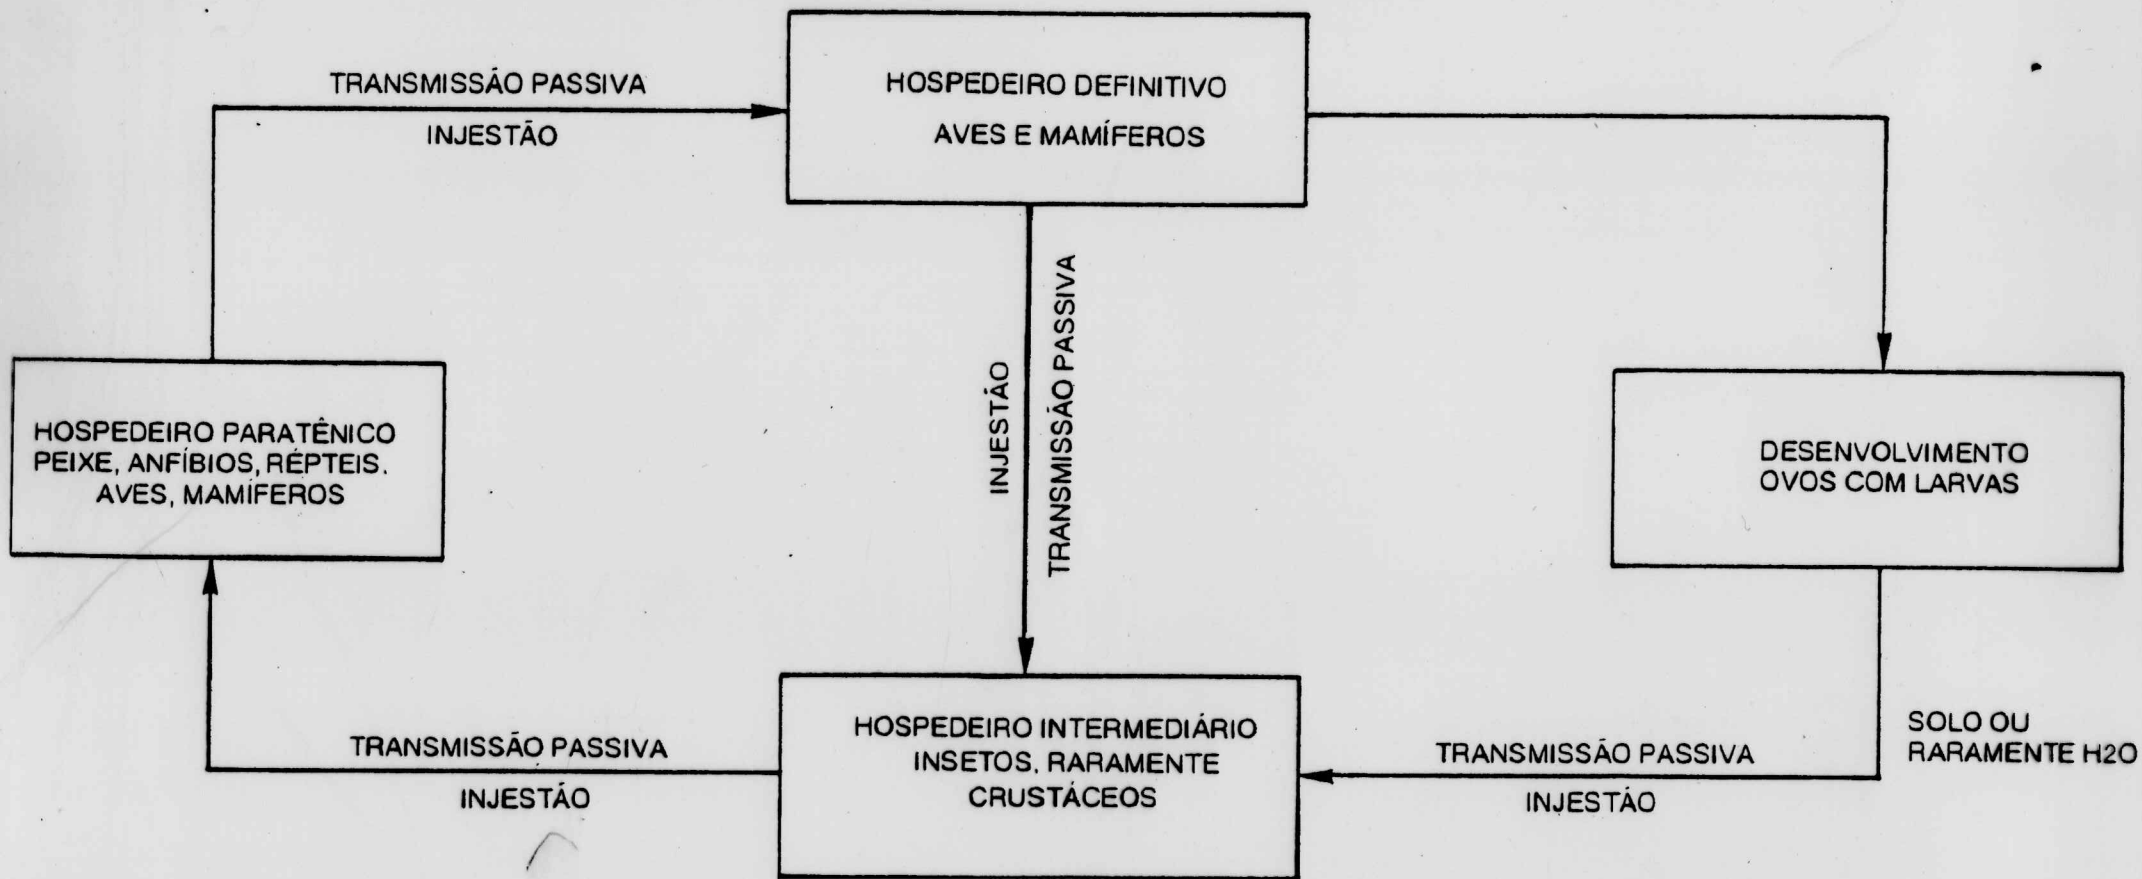 TRANSMISSÃO PASSIVA
INJESTÃO
HOSPEDEIRO DEFINITIVO
AVES E MAMÍFEROS
INJESTÃO
TRANSMISSÃO PASSIVA
HOSPEDEIRO PARATÊNICO
PEIXE, ANFÍBIOS, RÉPTEIS.
AVES, MAMÍFEROS
DESENVOLVIMENTO
OVOS COM LARVAS
TRANSMISSÃO PASSIVA
INJESTÃO
HOSPEDEIRO INTERMEDIÁRIO
INSETOS. RARAMENTE
CRUSTÁCEOS
TRANSMISSÃO PASSIVA
INJESTÃO
SOLO OU
RARAMENTE H2O